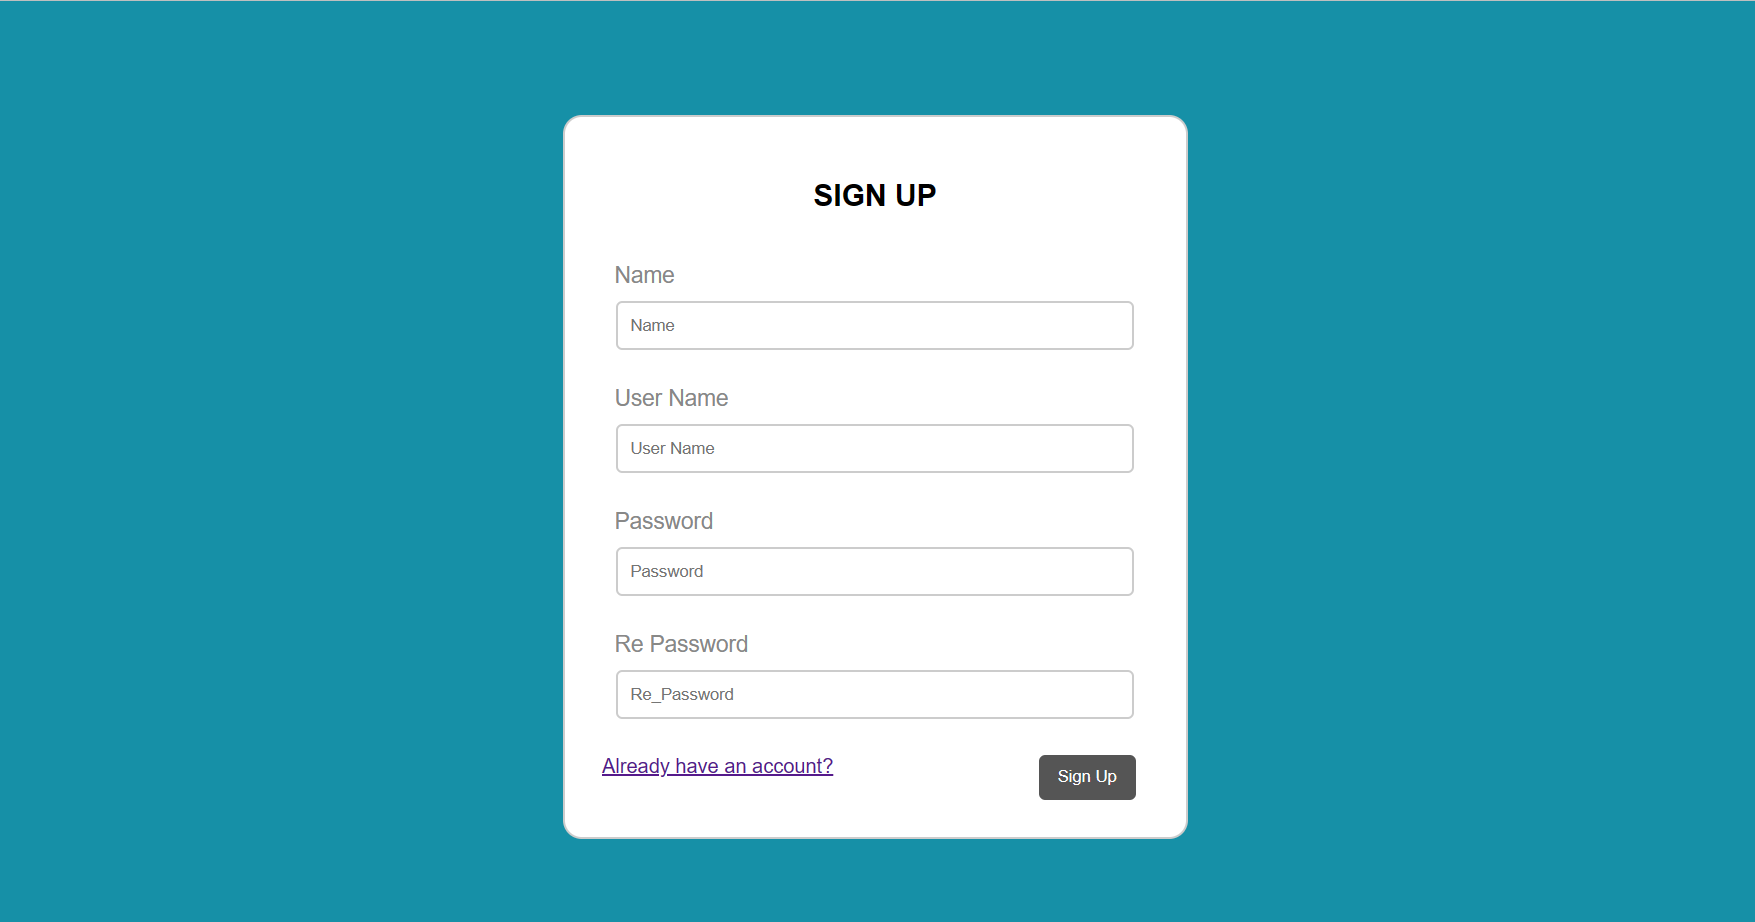 SIGN UP
Name
Name
User Name
User Name
Password
Password
Re Password
Re_Password
Already have an account?
Sign Up